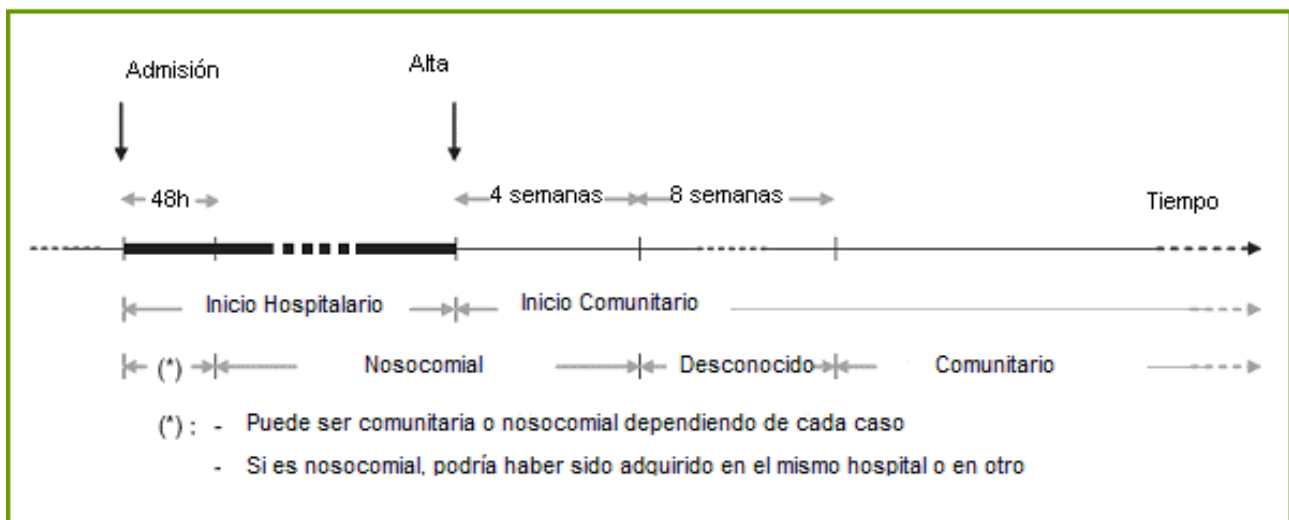 Admisión
Alta
48h
4 semanas
8 semanas
Tiempo
Inicio Hospitalario
Inicio Comunitario
(*)
Nosocomial
Desconocido
Comunitario
(*) : - Puede ser comunitaria o nosocomial dependiendo de cada caso
- Si es nosocomial, podría haber sido adquirido en el mismo hospital o en otro